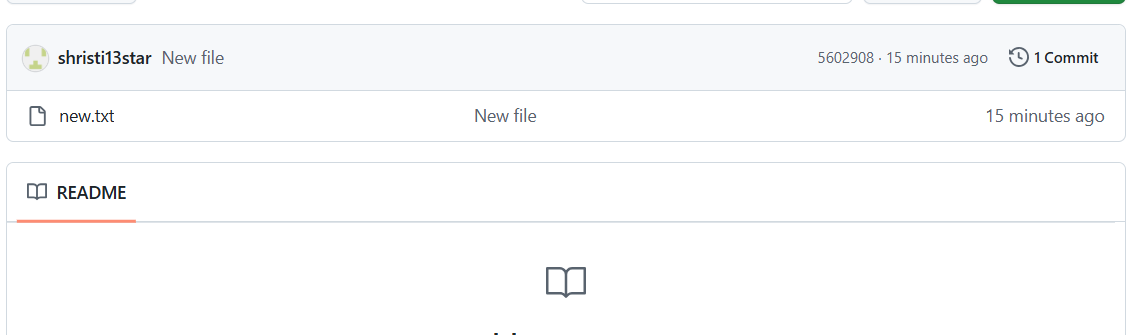 shristi13star New file 5602908 · 15 minutes ago 1 Commit
new.txt New file 15 minutes ago
README